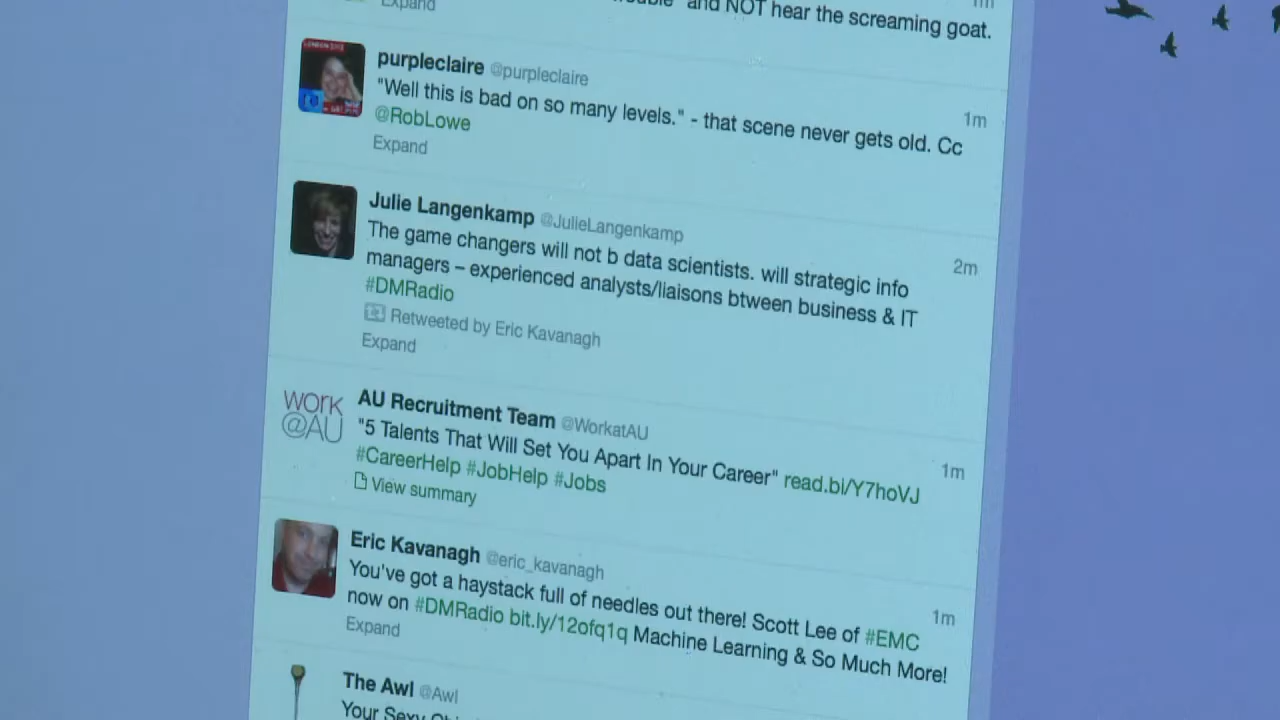 Expand
and NOT hear the screaming goat.
1m
purpleclaire @purpleclaire
1m
"Well this is bad on so many levels." - that scene never gets old. Cc
@RobLowe
Expand
Julie Langenkamp @JulieLangenkamp
2m
The game changers will not b data scientists. will strategic info
managers – experienced analysts/liaisons btween business & IT
#DMRadio
Retweeted by Eric Kavanagh
Expand
work
@AU
AU Recruitment Team @WorkatAU
1m
"5 Talents That Will Set You Apart In Your Career" read.bi/Y7hoVJ
#CareerHelp #JobHelp #Jobs
View summary
Eric Kavanagh @eric_kavanagh
1m
You've got a haystack full of needles out there! Scott Lee of #EMC
now on #DMRadio bit.ly/12ofq1q Machine Learning & So Much More!
Expand
The Awl @Awl
Your Sexy